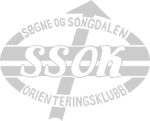 SØGNE OG SONGDALEN
SSOK
ORIENTERINGSKLUBB